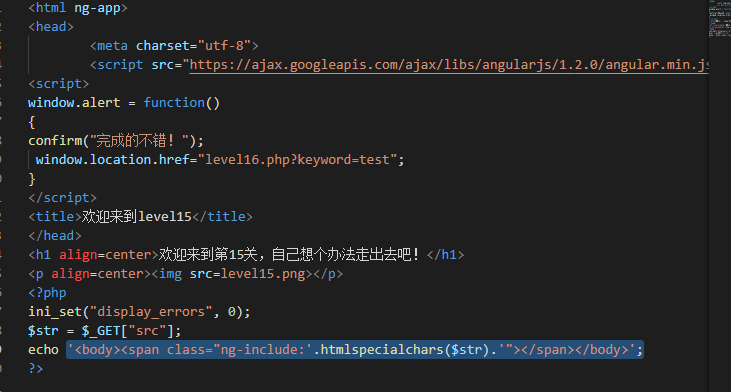 <html ng-app>
<head>
<meta charset="utf-8">
<script src="https://ajax.googleapis.com/ajax/libs/angularjs/1.2.0/angular.min.js
<script>
window.alert = function()
{
confirm("完成的不错！");
window.location.href="level16.php?keyword=test";
}
</script>
<title>欢迎来到level15</title>
</head>
<h1 align=center>欢迎来到第15关，自己想个办法走出去吧！</h1>
<p align=center><img src=level15.png></p>
<?php
ini_set("display_errors", 0);
$str = $_GET["src"];
echo '<body><span class="ng-include:'.htmlspecialchars($str).'"></span></body>';
?>